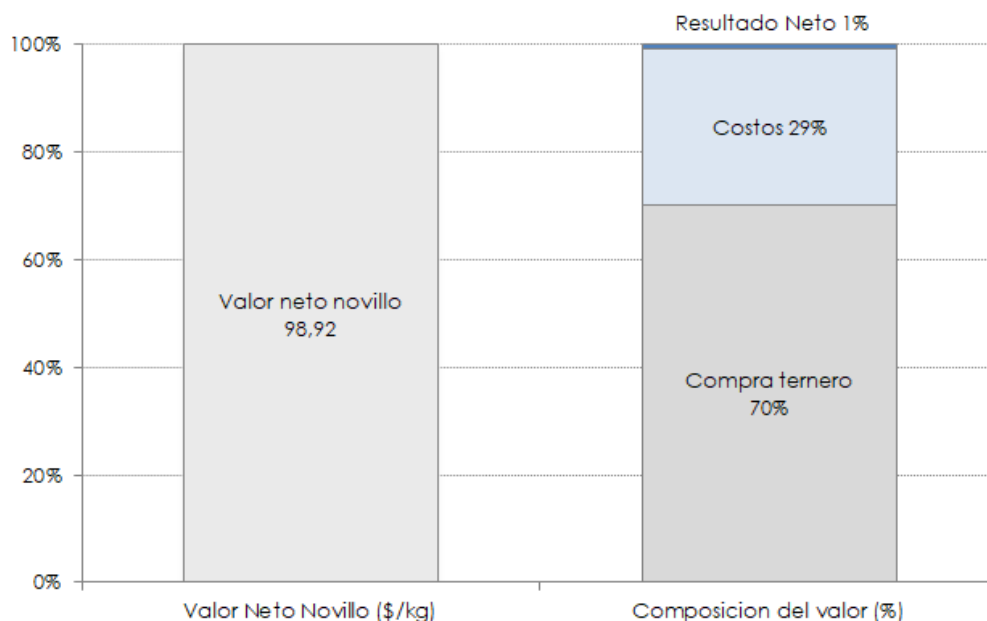 Resultado Neto 1%
100%
Costos 29%
80%
60%
Valor neto novillo
98,92
40%
Compra ternero
70%
20%
0%
Valor Neto Novillo ($/kg)
Composicion del valor (%)